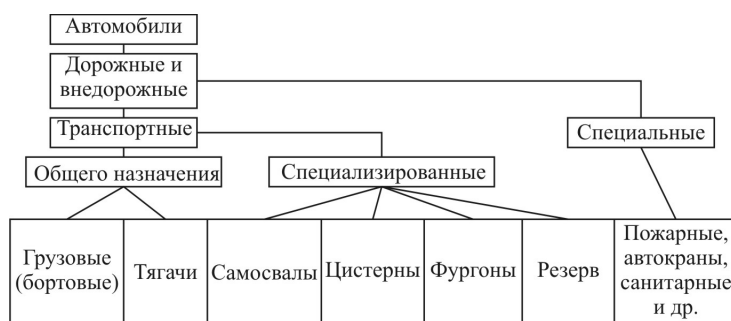 Автомобили
Дорожные и
внедорожные
Транспортные
Специальные
Общего назначения
Специализированные
Грузовые
(бортовые)
Тягачи
Самосвалы
Цистерны
Фургоны
Резерв
Пожарные,
автокраны,
санитарные
и др.